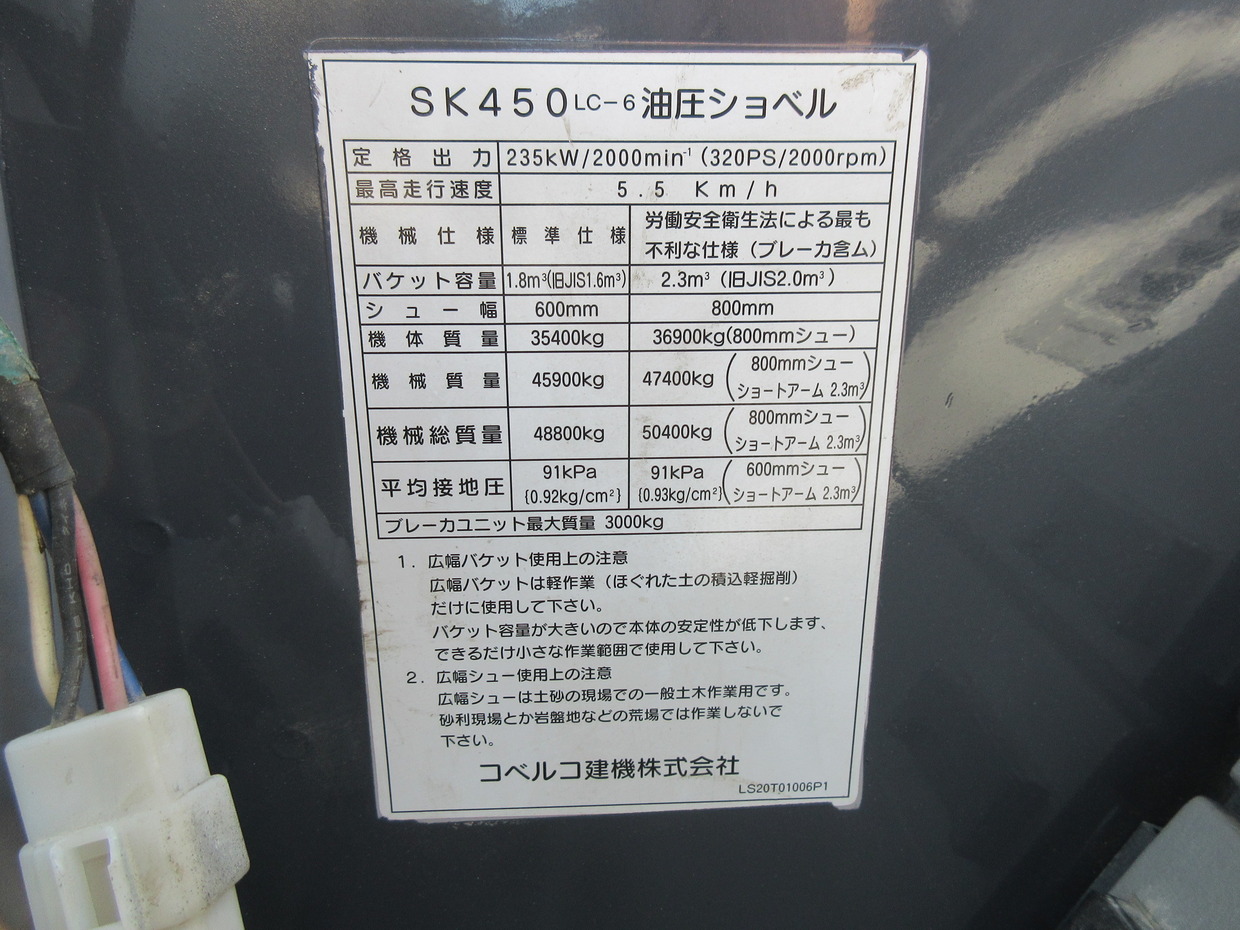 SK450LC-6油圧ショベル
定格出力 235kW/2000min⁻¹(320PS/2000rpm)
最高走行速度 5.5 Km/h
機械仕様 標準仕様 労働安全衛生法による最も
不利な仕様（ブレーカ含ム）
バケット容量 1.8m³(旧JIS1.6m³) 2.3m³（旧JIS2.0m³）
シュー幅 600mm 800mm
機体質量 35400kg 36900kg(800mmシュー)
機械質量 45900kg 47400kg (800mmシュー
ショートアーム 2.3m³)
機械総質量 48800kg 50400kg (800mmシュー
ショートアーム 2.3m³)
平均接地圧 91kPa 91kPa (600mmシュー
{0.92kg/cm²} {0.93kg/cm²} ショートアーム 2.3m³)
ブレーカユニット最大質量 3000kg
1. 広幅バケット使用上の注意
広幅バケットは軽作業（ほぐれた土の積込軽掘削）
だけに使用して下さい。
バケット容量が大きいので本体の安定性が低下します、
できるだけ小さな作業範囲で使用して下さい。
2. 広幅シュー使用上の注意
広幅シューは土砂の現場での一般土木作業用です。
砂利現場とか岩盤地などの荒場では作業しないで
下さい。
コベルコ建機株式会社
LS20T01006P1